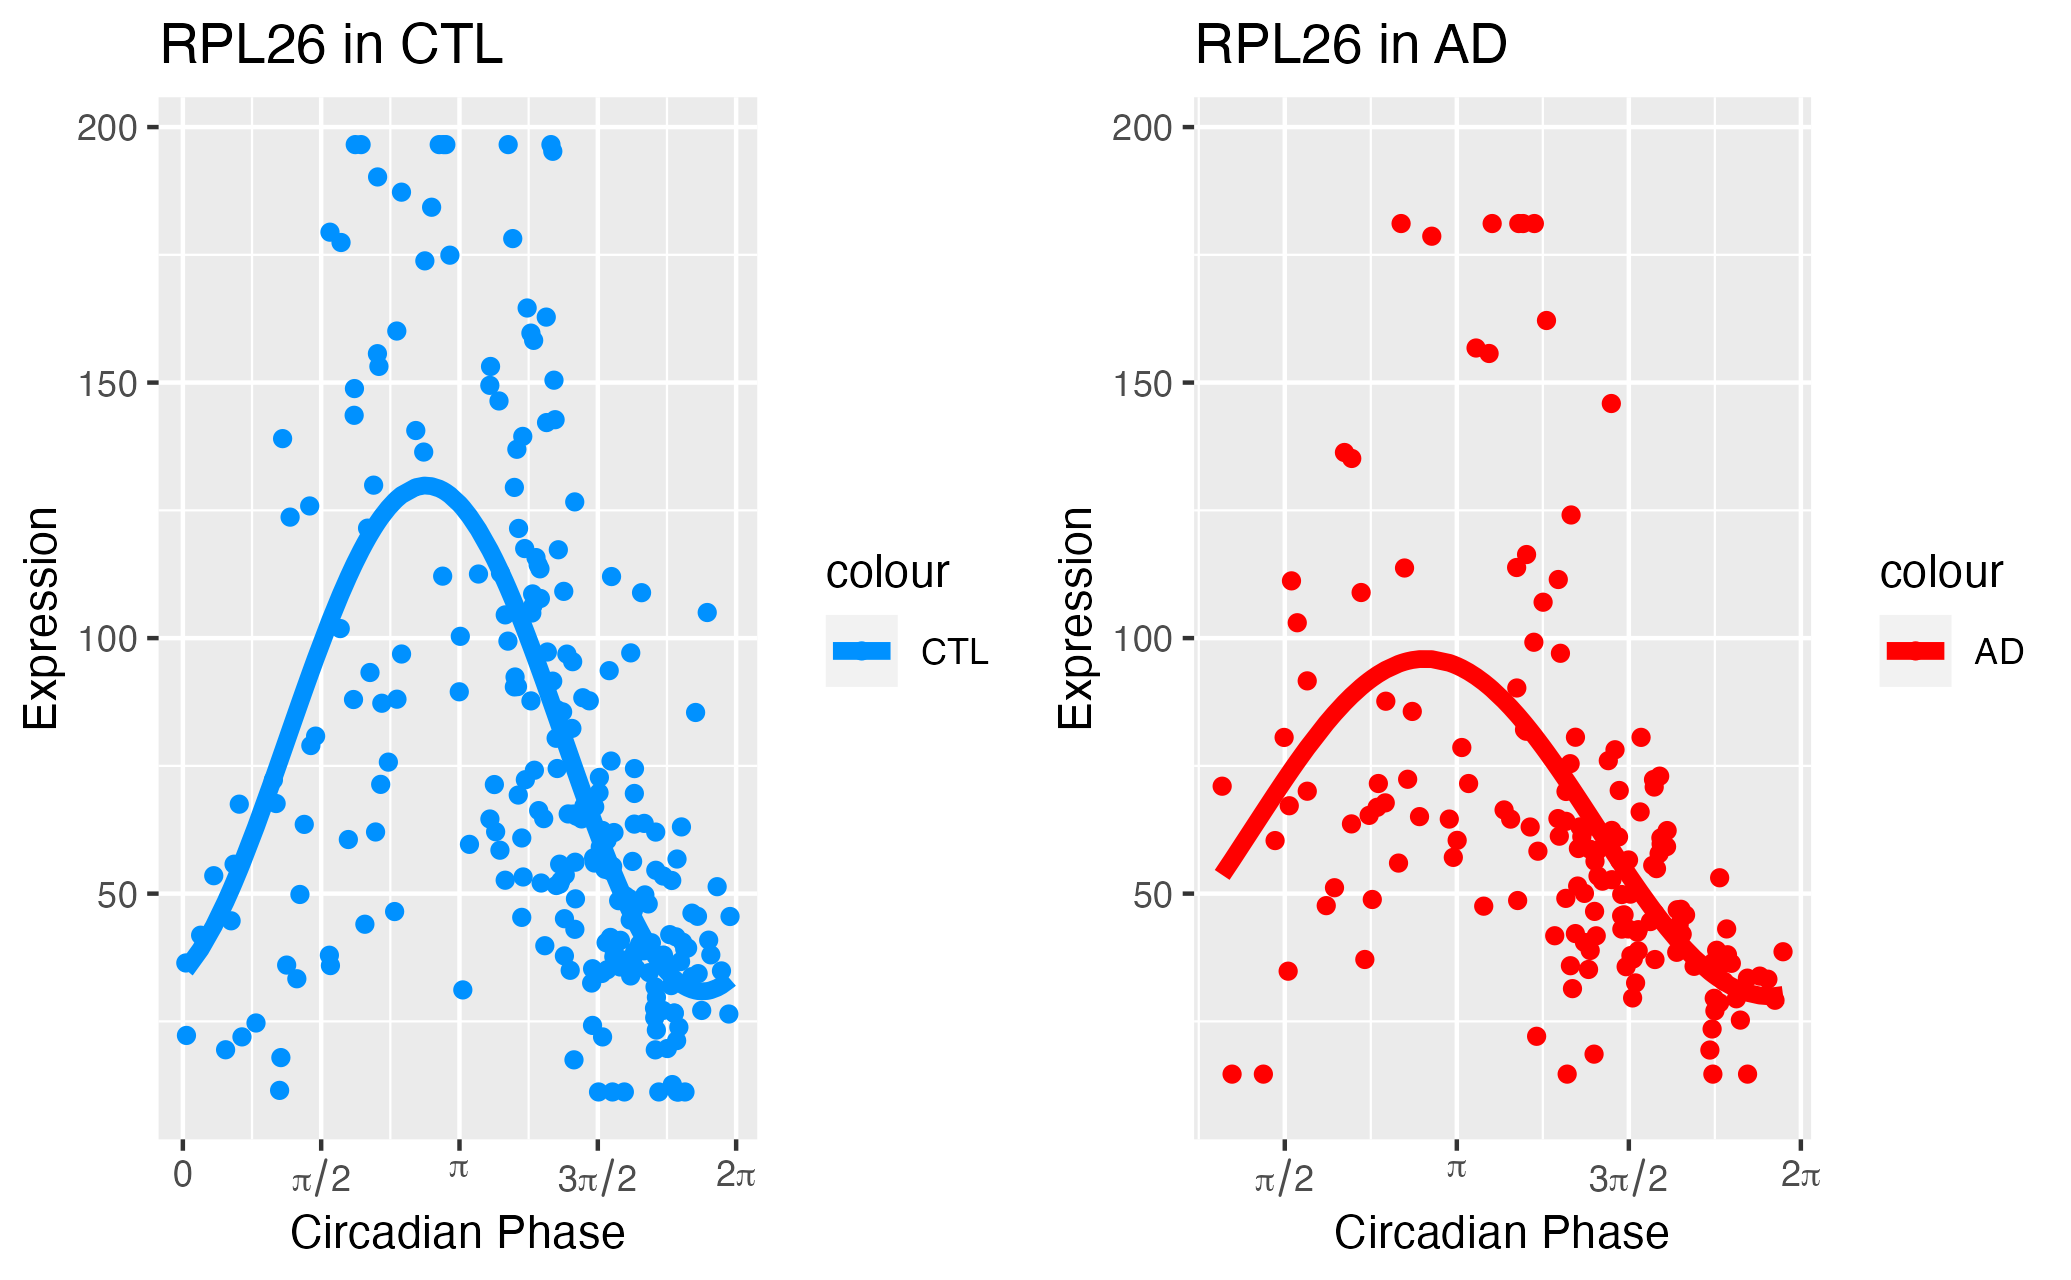 RPL26 in CTL
200
150
100
50
Expression
0 π/2 π 3π/2 2π
Circadian Phase
colour
CTL
RPL26 in AD
200
150
100
50
Expression
π/2 π 3π/2 2π
Circadian Phase
colour
AD